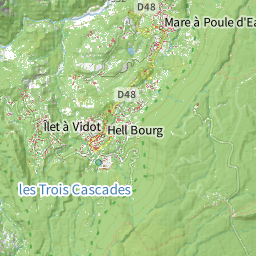 D48
Mare à Poule d'Ea
D48
Îlet à Vidot
Hell Bourg
les Trois Cascades